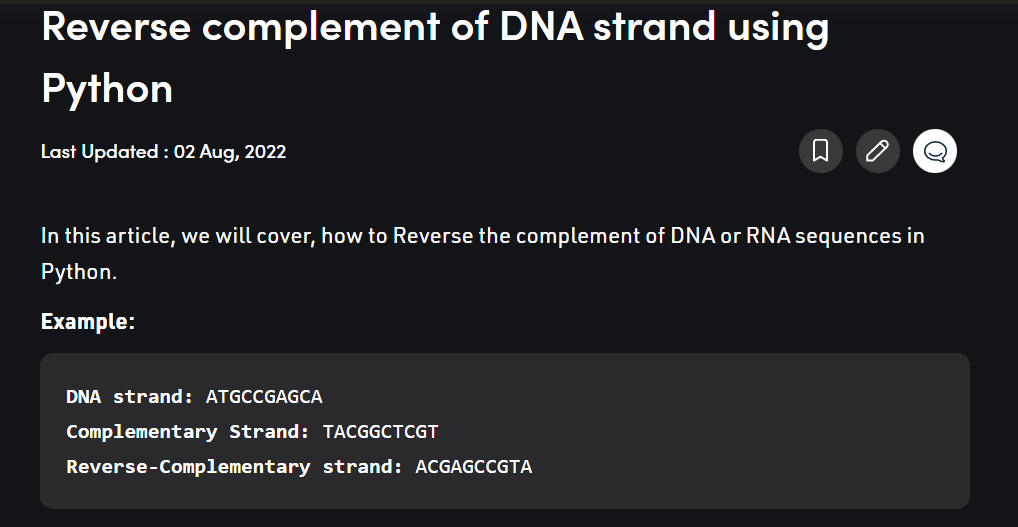 Reverse complement of DNA strand using
Python
Last Updated : 02 Aug, 2022
In this article, we will cover, how to Reverse the complement of DNA or RNA sequences in
Python.
Example:
DNA strand: ATGCCGAGCA
Complementary Strand: TACGGCTCGT
Reverse-Complementary strand: ACGAGCCGTA